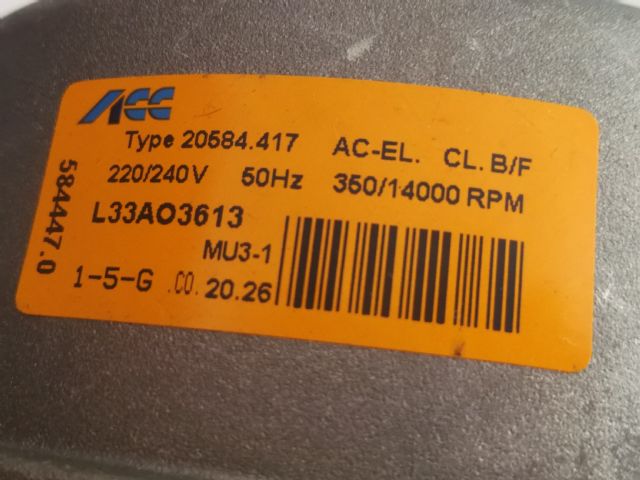 ACC
Type 20584.417 AC-EL. CL. B/F
220/240V 50Hz 350/14000 RPM
L33AO3613
MU3-1
1-5-G .CO. 20.26
584447.0